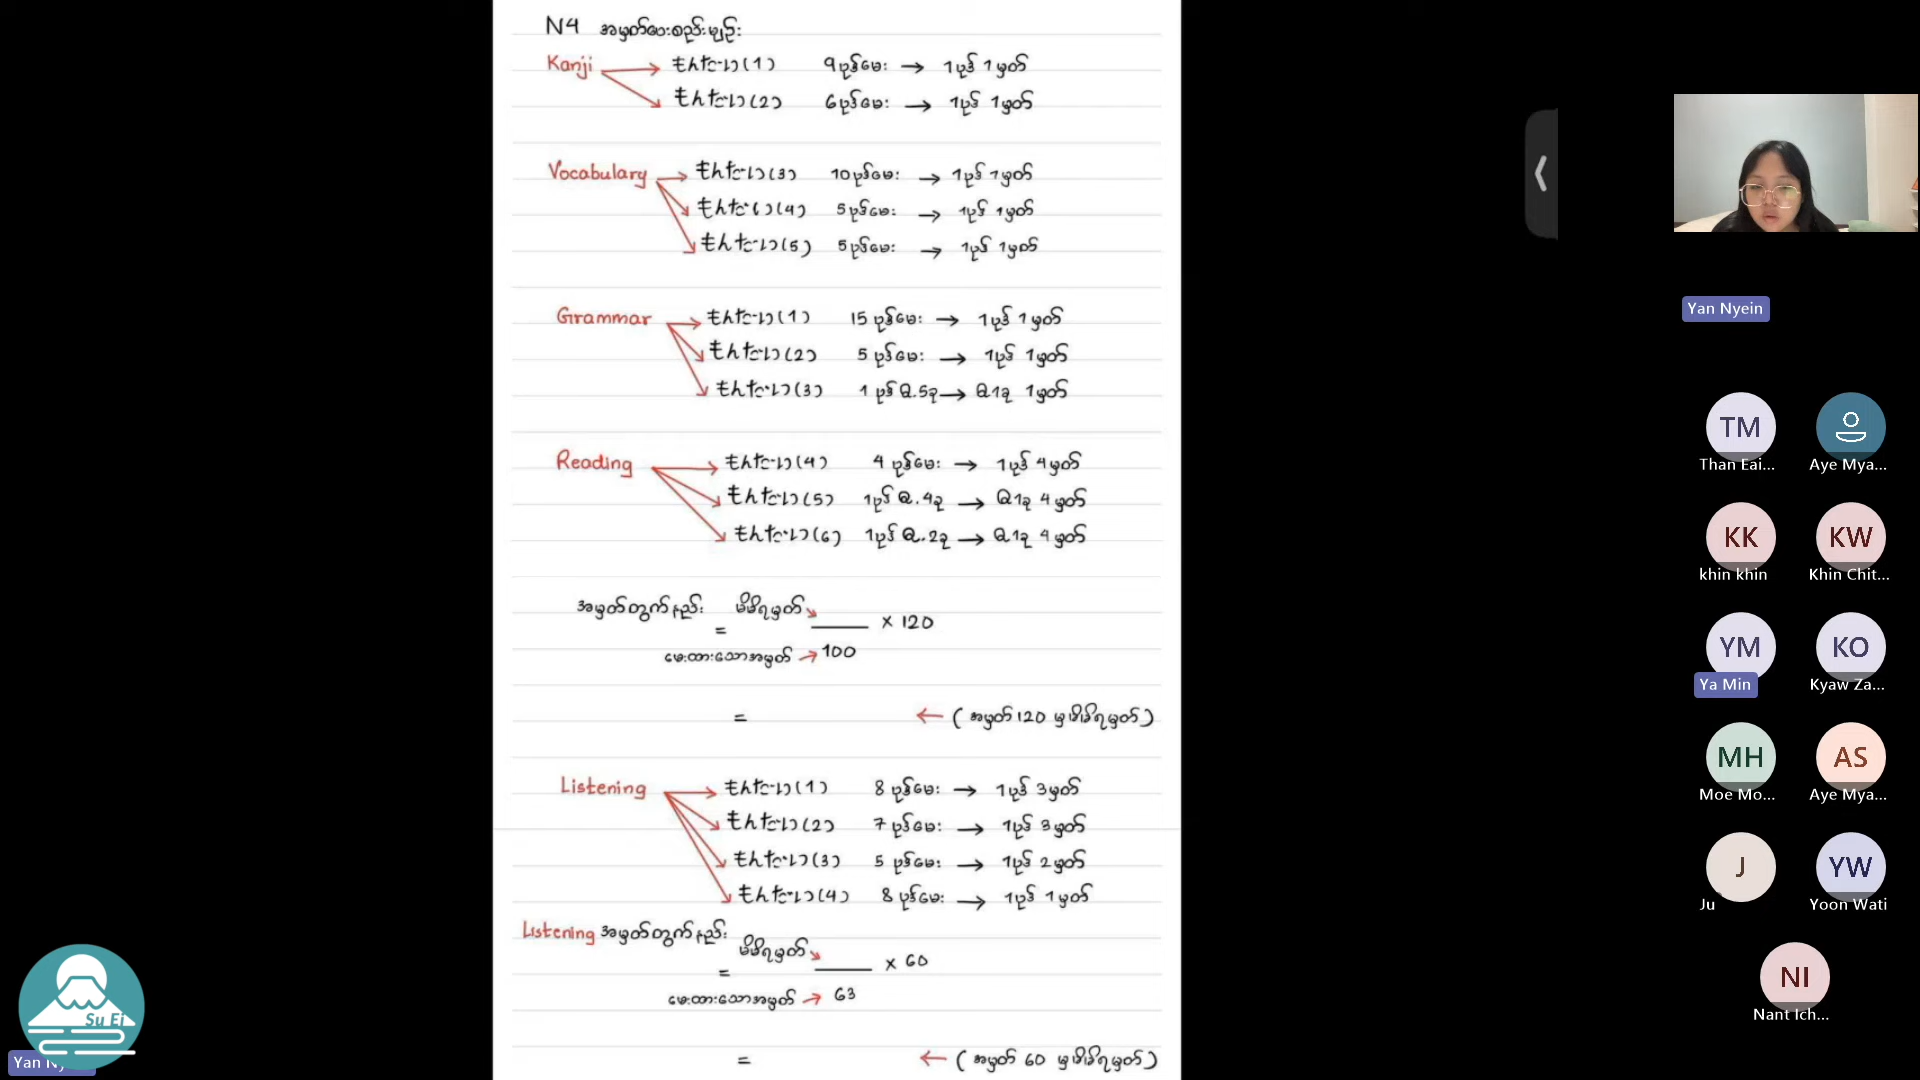 N4 အမှတ်ပေးစည်းမျဉ်း
Kanji
もんだい(1) 9ပုဒ်မေး → 1ပုဒ် 1မှတ်
もんだい(2) 6ပုဒ်မေး → 1ပုဒ် 1မှတ်
Vocabulary
もんだい(3) 10ပုဒ်မေး → 1ပုဒ် 1မှတ်
もんだい(4) 5ပုဒ်မေး → 1ပုဒ် 1မှတ်
もんだい(5) 5ပုဒ်မေး → 1ပုဒ် 1မှတ်
Grammar
もんだい(1) 15ပုဒ်မေး → 1ပုဒ် 1မှတ်
もんだい(2) 5ပုဒ်မေး → 1ပုဒ် 1မှတ်
もんだい(3) 1ပုဒ် Q.5ခု → Q1ခု 1မှတ်
Reading
もんだい(4) 4ပုဒ်မေး → 1ပုဒ် 4မှတ်
もんだい(5) 1ပုဒ် Q.4ခု → Q1ခု 4မှတ်
もんだい(6) 1ပုဒ် Q.2ခု → Q1ခု 4မှတ်
အမှတ်တွက်နည်း မိမိရမှတ်
= × 120
မေးထားသောအမှတ် → 100
= ← (အမှတ် 120 မှ မိမိရမှတ်)
Listening
もんだい(1) 8ပုဒ်မေး → 1ပုဒ် 3မှတ်
もんだい(2) 7ပုဒ်မေး → 1ပုဒ် 3မှတ်
もんだい(3) 5ပုဒ်မေး → 1ပုဒ် 2မှတ်
もんだい(4) 8ပုဒ်မေး → 1ပုဒ် 1မှတ်
Listening အမှတ်တွက်နည်း
မိမိရမှတ်
= × 60
မေးထားသောအမှတ် → 63
= ← (အမှတ် 60 မှ မိမိရမှတ်)
Yan Nyein
TM
Than Eai...
Aye Mya...
KK
khin khin
KW
Khin Chit...
YM
Ya Min
KO
Kyaw Za...
MH
Moe Mo...
AS
Aye Mya...
J
Ju
YW
Yoon Wati
NI
Nant Ich...
Su Ei